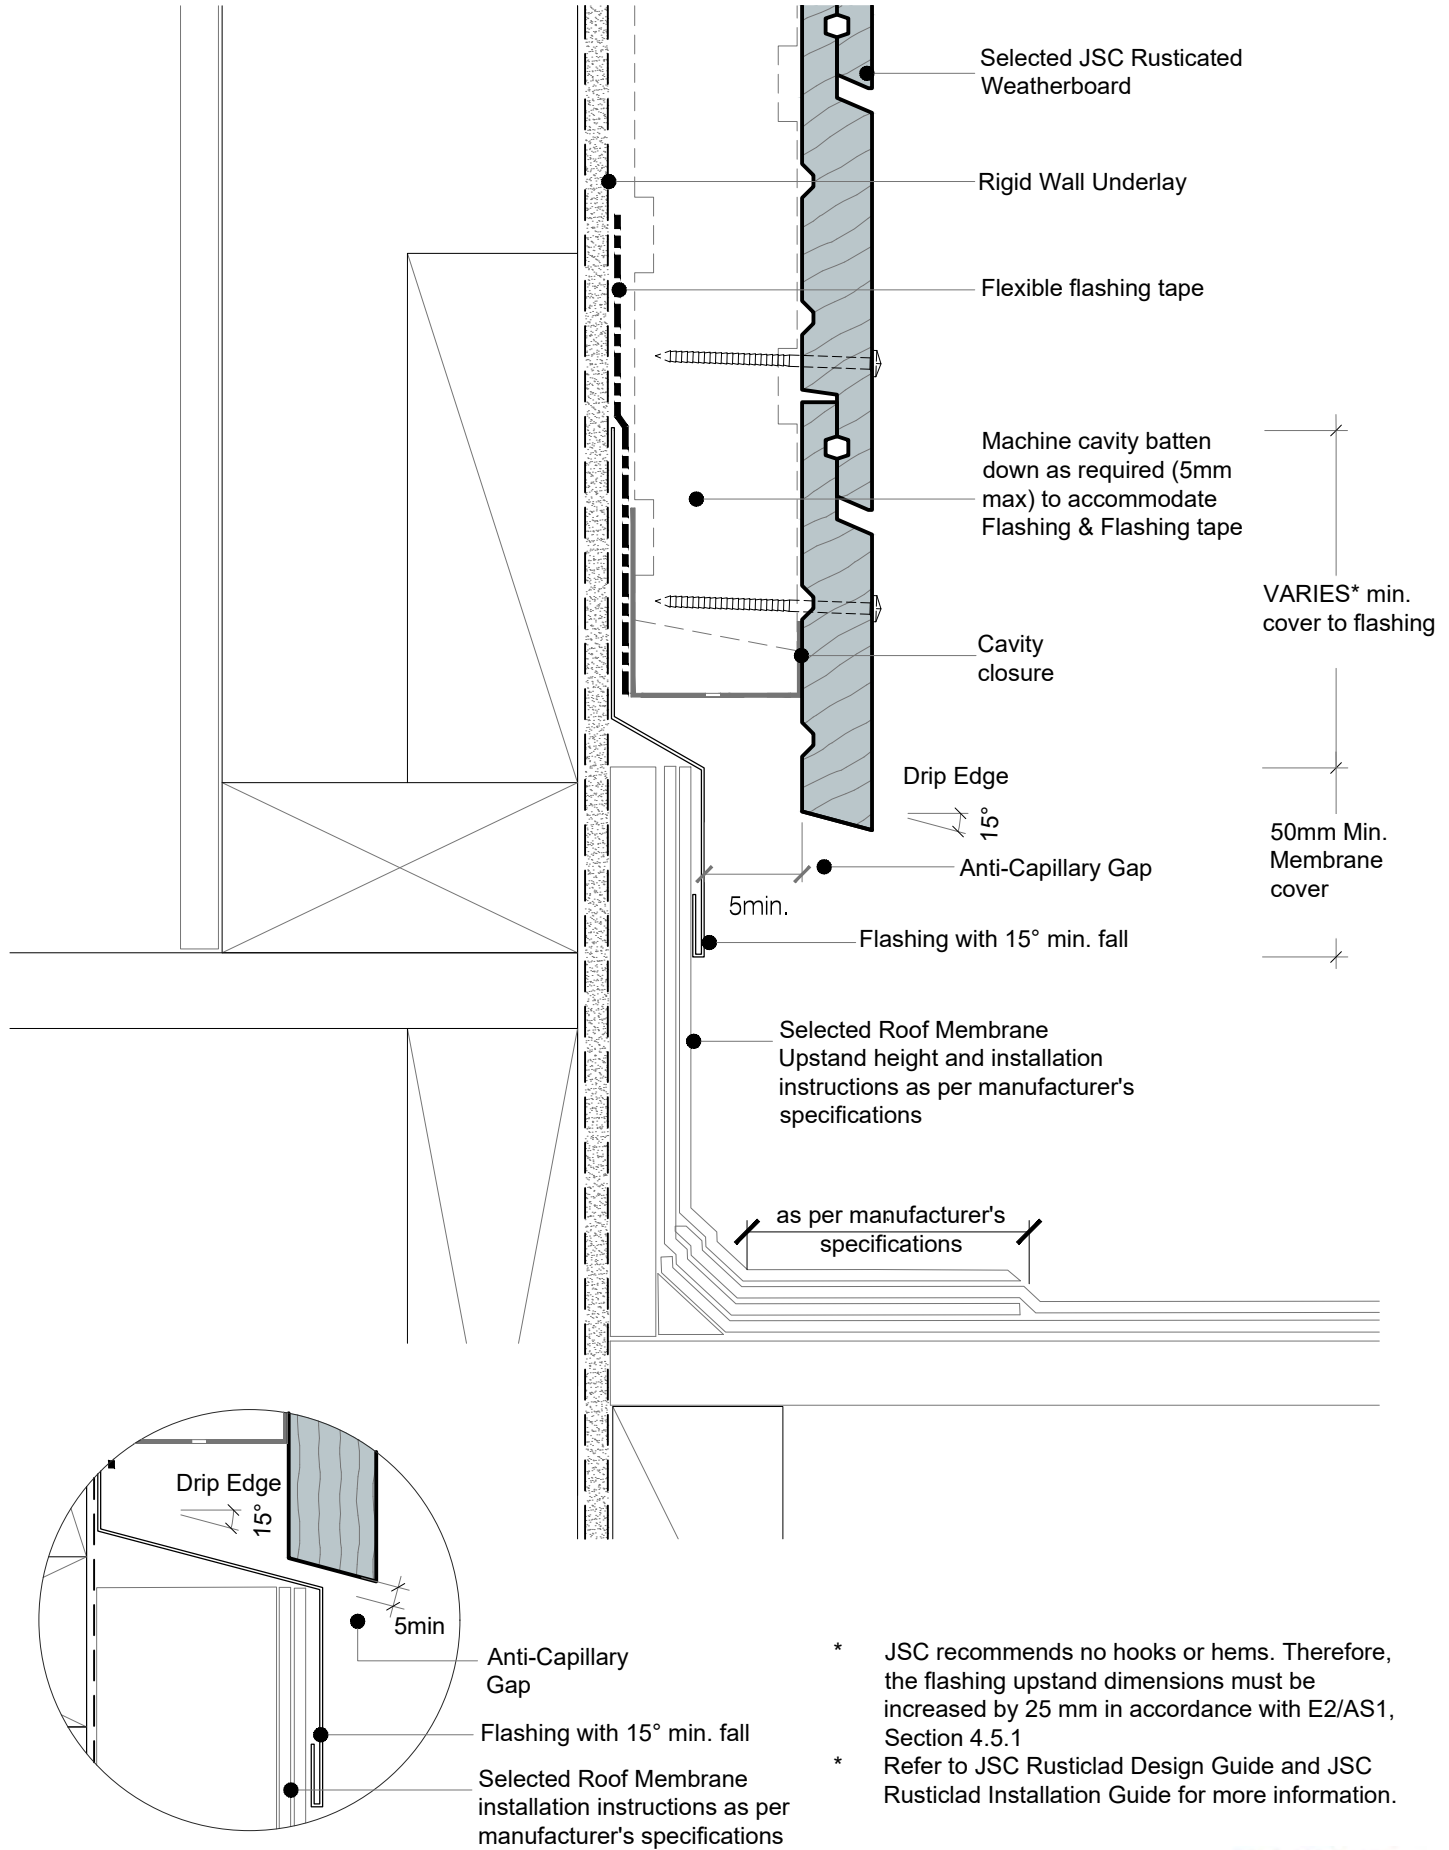 Selected JSC Rusticated
Weatherboard
Rigid Wall Underlay
Flexible flashing tape
Machine cavity batten
down as required (5mm
max) to accommodate
Flashing & Flashing tape
VARIES* min.
cover to flashing
Cavity
closure
Drip Edge
15°
50mm Min.
Membrane
cover
Anti-Capillary Gap
5min.
Flashing with 15° min. fall
Selected Roof Membrane
Upstand height and installation
instructions as per manufacturer's
specifications
as per manufacturer's
specifications
Drip Edge
15°
5min
Anti-Capillary
Gap
Flashing with 15° min. fall
Selected Roof Membrane
installation instructions as per
manufacturer's specifications
* JSC recommends no hooks or hems. Therefore,
the flashing upstand dimensions must be
increased by 25 mm in accordance with E2/AS1,
Section 4.5.1
* Refer to JSC Rusticlad Design Guide and JSC
Rusticlad Installation Guide for more information.